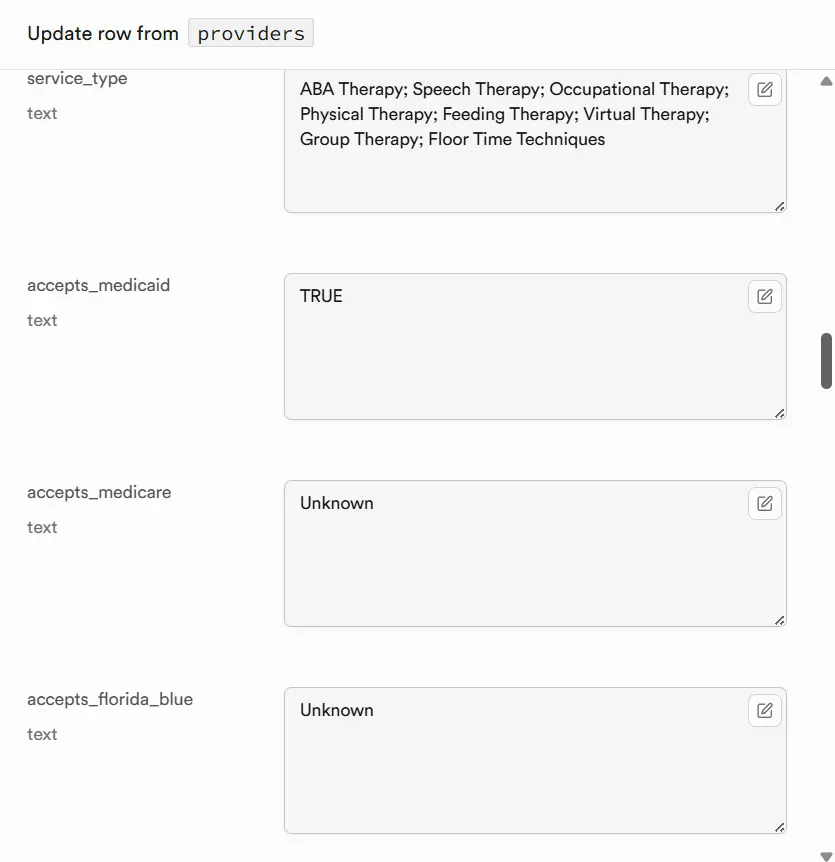 Update row from providers
service_type
text
ABA Therapy; Speech Therapy; Occupational Therapy;
Physical Therapy; Feeding Therapy; Virtual Therapy;
Group Therapy; Floor Time Techniques
accepts_medicaid
text
TRUE
accepts_medicare
text
Unknown
accepts_florida_blue
text
Unknown